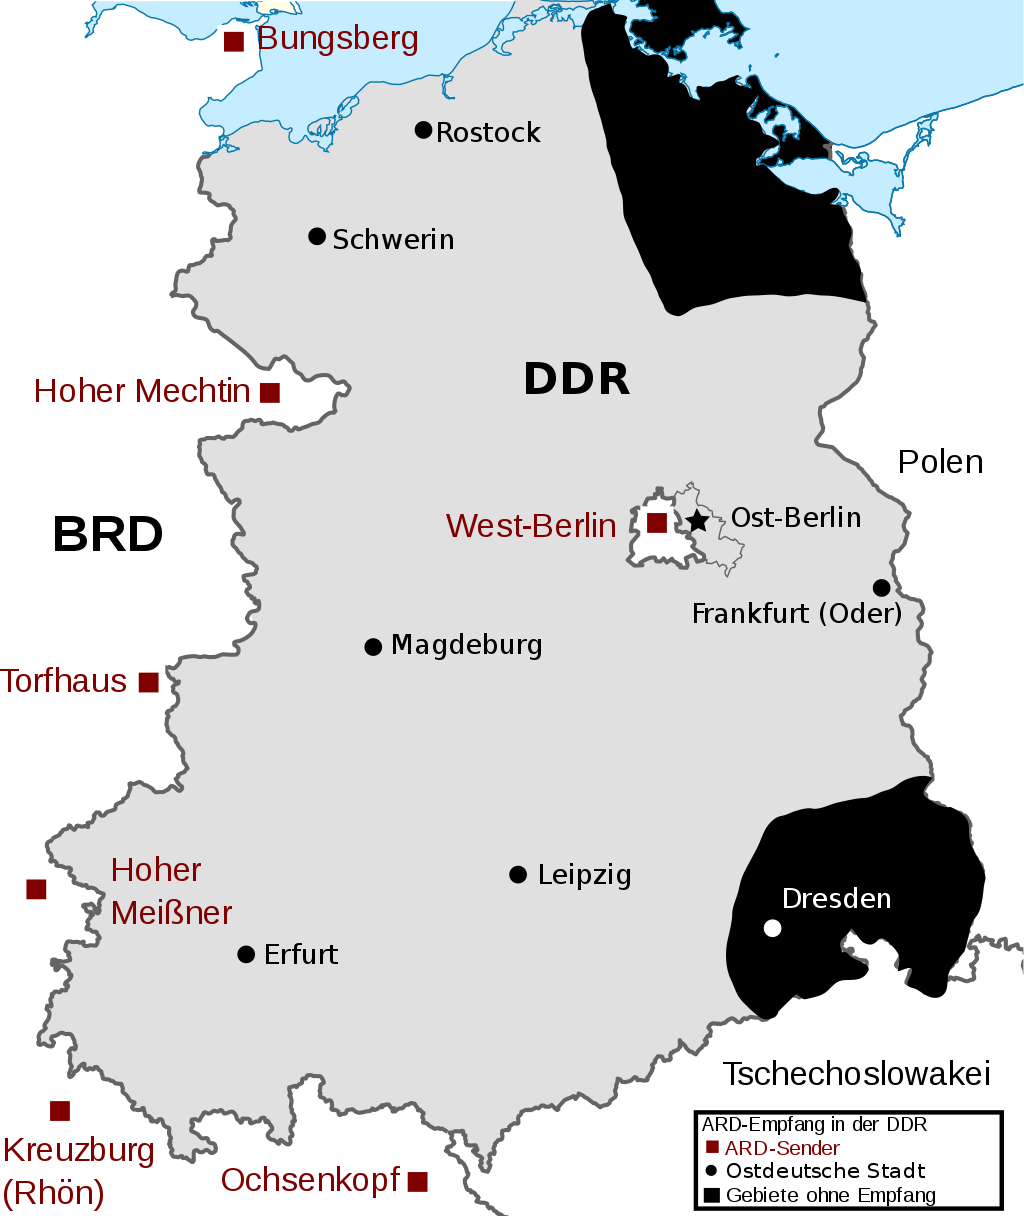 Bungsberg
Rostock
Schwerin
DDR
Hoher Mechtin
Polen
BRD
West-Berlin
Ost-Berlin
Frankfurt (Oder)
Magdeburg
Torfhaus
Hoher
Meißner
Leipzig
Dresden
Erfurt
Tschechoslowakei
Kreuzburg
(Rhön)
Ochsenkopf
ARD-Empfang in der DDR
ARD-Sender
Ostdeutsche Stadt
Gebiete ohne Empfang